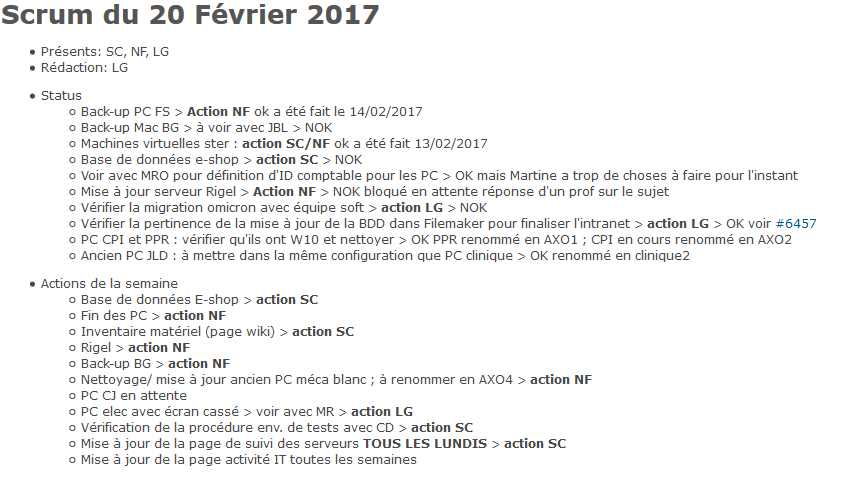 Scrum du 20 Février 2017
Présents: SC, NF, LG
Rédaction: LG
Status
Back-up PC FS > Action NF ok a été fait le 14/02/2017
Back-up Mac BG > à voir avec JBL > NOK
Machines virtuelles ster : action SC/NF ok a été fait 13/02/2017
Base de données e-shop > action SC > NOK
Voir avec MRO pour définition d'ID comptable pour les PC > OK mais Martine a trop de choses à faire pour l'instant
Mise à jour serveur Rigel > Action NF > NOK bloqué en attente réponse d'un prof sur le sujet
Vérifier la migration omicron avec équipe soft > action LG > NOK
Vérifier la pertinence de la mise à jour de la BDD dans Filemaker pour finaliser l'intranet > action LG > OK voir #6457
PC CPI et PPR : vérifier qu'ils ont W10 et nettoyer > OK PPR renommé en AXO1 ; CPI en cours renommé en AXO2
Ancien PC JLD : à mettre dans la même configuration que PC clinique > OK renommé en clinique2
Actions de la semaine
Base de données E-shop > action SC
Fin des PC > action NF
Inventaire matériel (page wiki) > action SC
Rigel > action NF
Back-up BG > action NF
Nettoyage/ mise à jour ancien PC méca blanc ; à renommer en AXO4 > action NF
PC CJ en attente
PC elec avec écran cassé > voir avec MR > action LG
Vérification de la procédure env. de tests avec CD > action SC
Mise à jour de la page de suivi des serveurs TOUS LES LUNDIS > action SC
Mise à jour de la page activité IT toutes les semaines